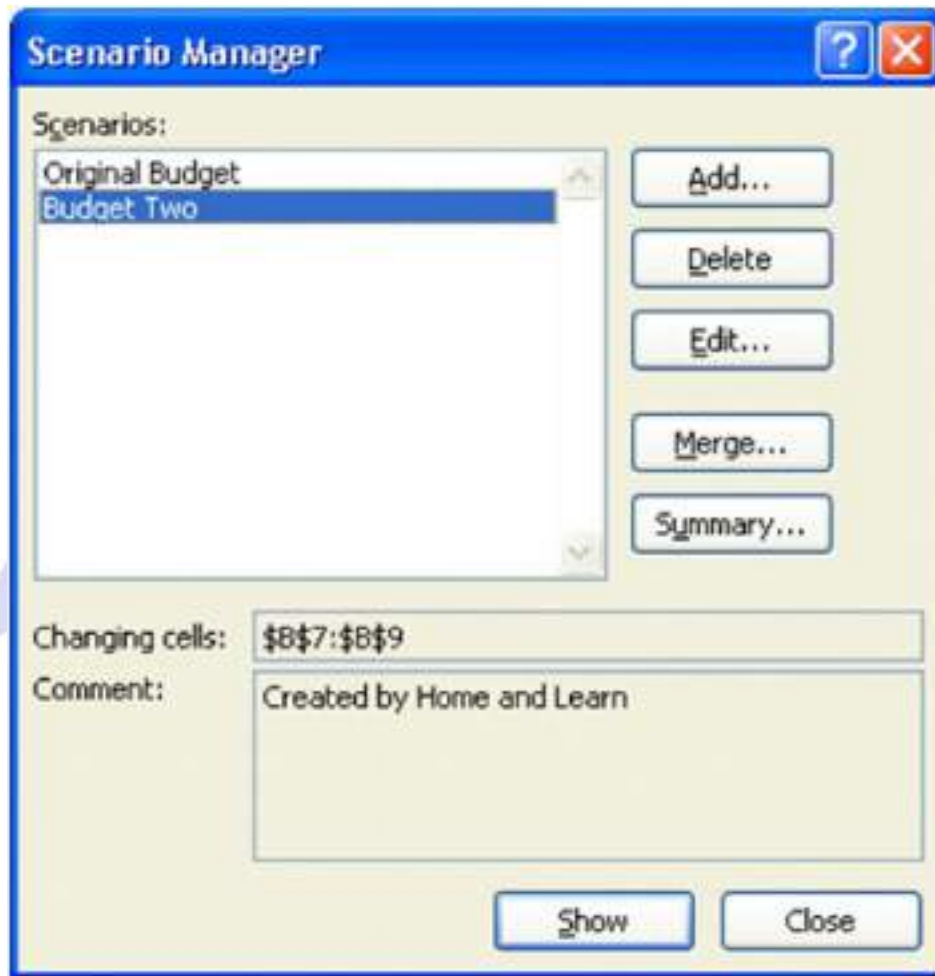 Scenario Manager
Scenarios:
Original Budget
Budget Two
Add...
Delete
Edit...
Merge...
Summary...
Changing cells: $B$7:$B$9
Comment: Created by Home and Learn
Show Close